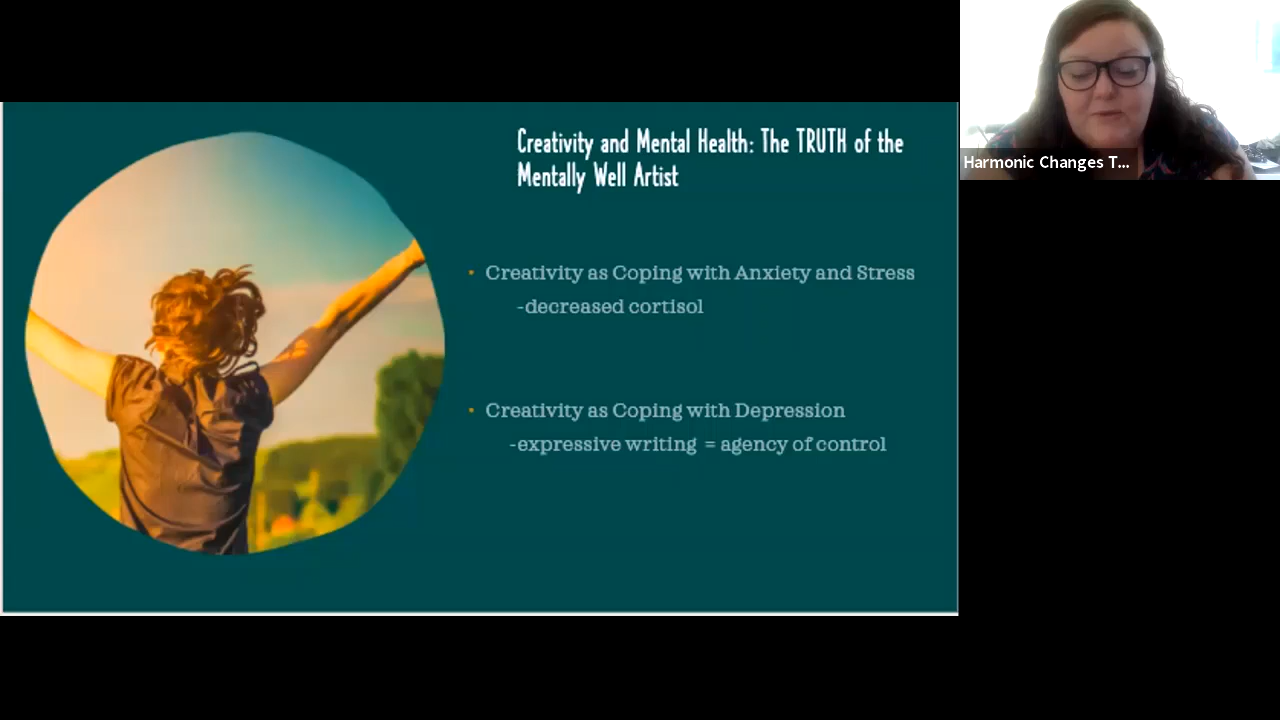 Creativity and Mental Health: The TRUTH of the
Mentally Well Artist
• Creativity as Coping with Anxiety and Stress
-decreased cortisol
• Creativity as Coping with Depression
-expressive writing = agency of control
Harmonic Changes T...